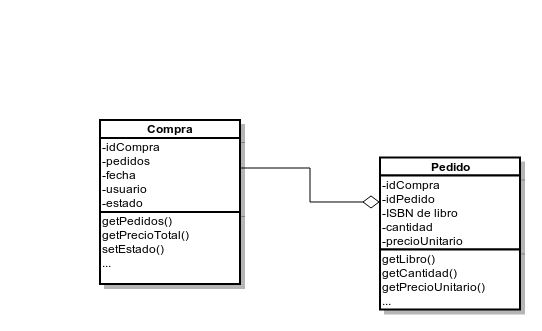 Compra
-idCompra
-pedidos
-fecha
-usuario
-estado
getPedidos()
getPrecioTotal()
setEstado()
...
Pedido
-idCompra
-idPedido
-ISBN de libro
-cantidad
-precioUnitario
getLibro()
getCantidad()
getPrecioUnitario()
...